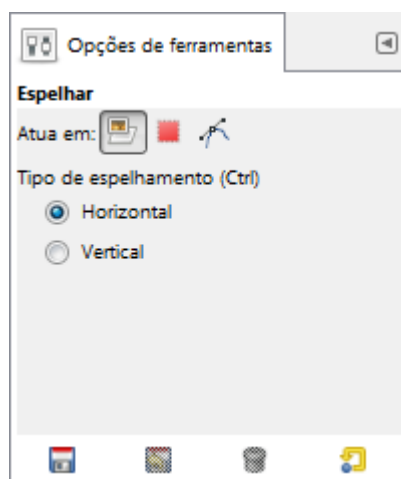 Opções de ferramentas
Espelhar
Atua em:
Tipo de espelhamento (Ctrl)
Horizontal
Vertical